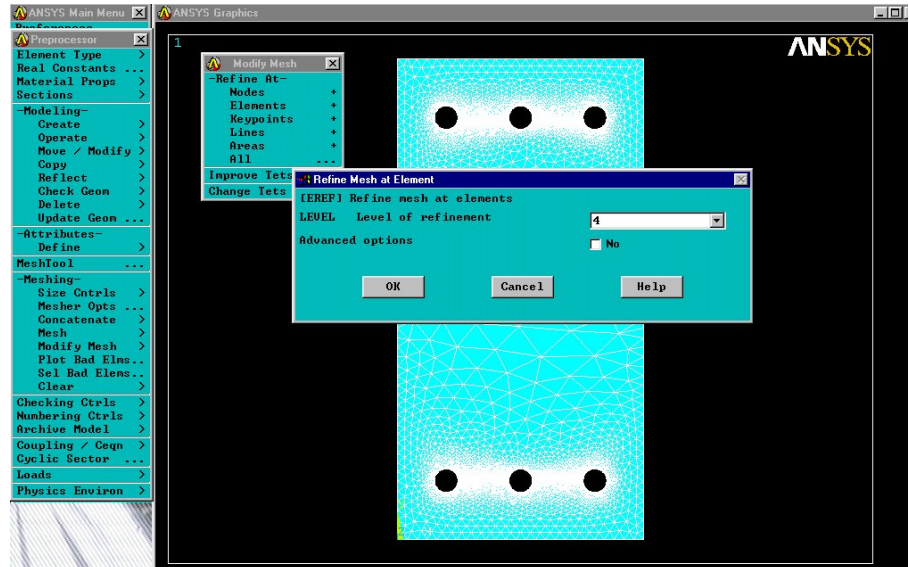 ANSYS Main Menu
ANSYS Graphics
Preferences
Preprocessor
Element Type >
Real Constants ...
Material Props >
Sections >
-Modeling-
Create >
Operate >
Move / Modify >
Copy >
Reflect >
Check Geom >
Delete >
Update Geom ...
-Attributes-
Define >
MeshTool ...
-Meshing-
Size Cntrls >
Mesher Opts ...
Concatenate >
Mesh >
Modify Mesh >
Plot Bad Elms..
Sel Bad Elems..
Clear >
Checking Ctrls >
Numbering Ctrls >
Archive Model >
Coupling / Ceqn >
Cyclic Sector ...
Loads >
Physics Environ >
1
ANSYS
Modify Mesh
-Refine At-
Nodes +
Elements +
Keypoints +
Lines +
Areas +
All ...
Improve Tets
Change Tets
Refine Mesh at Element
[EREF] Refine mesh at elements
LEVEL Level of refinement
4
Advanced options
No
OK
Cancel
Help